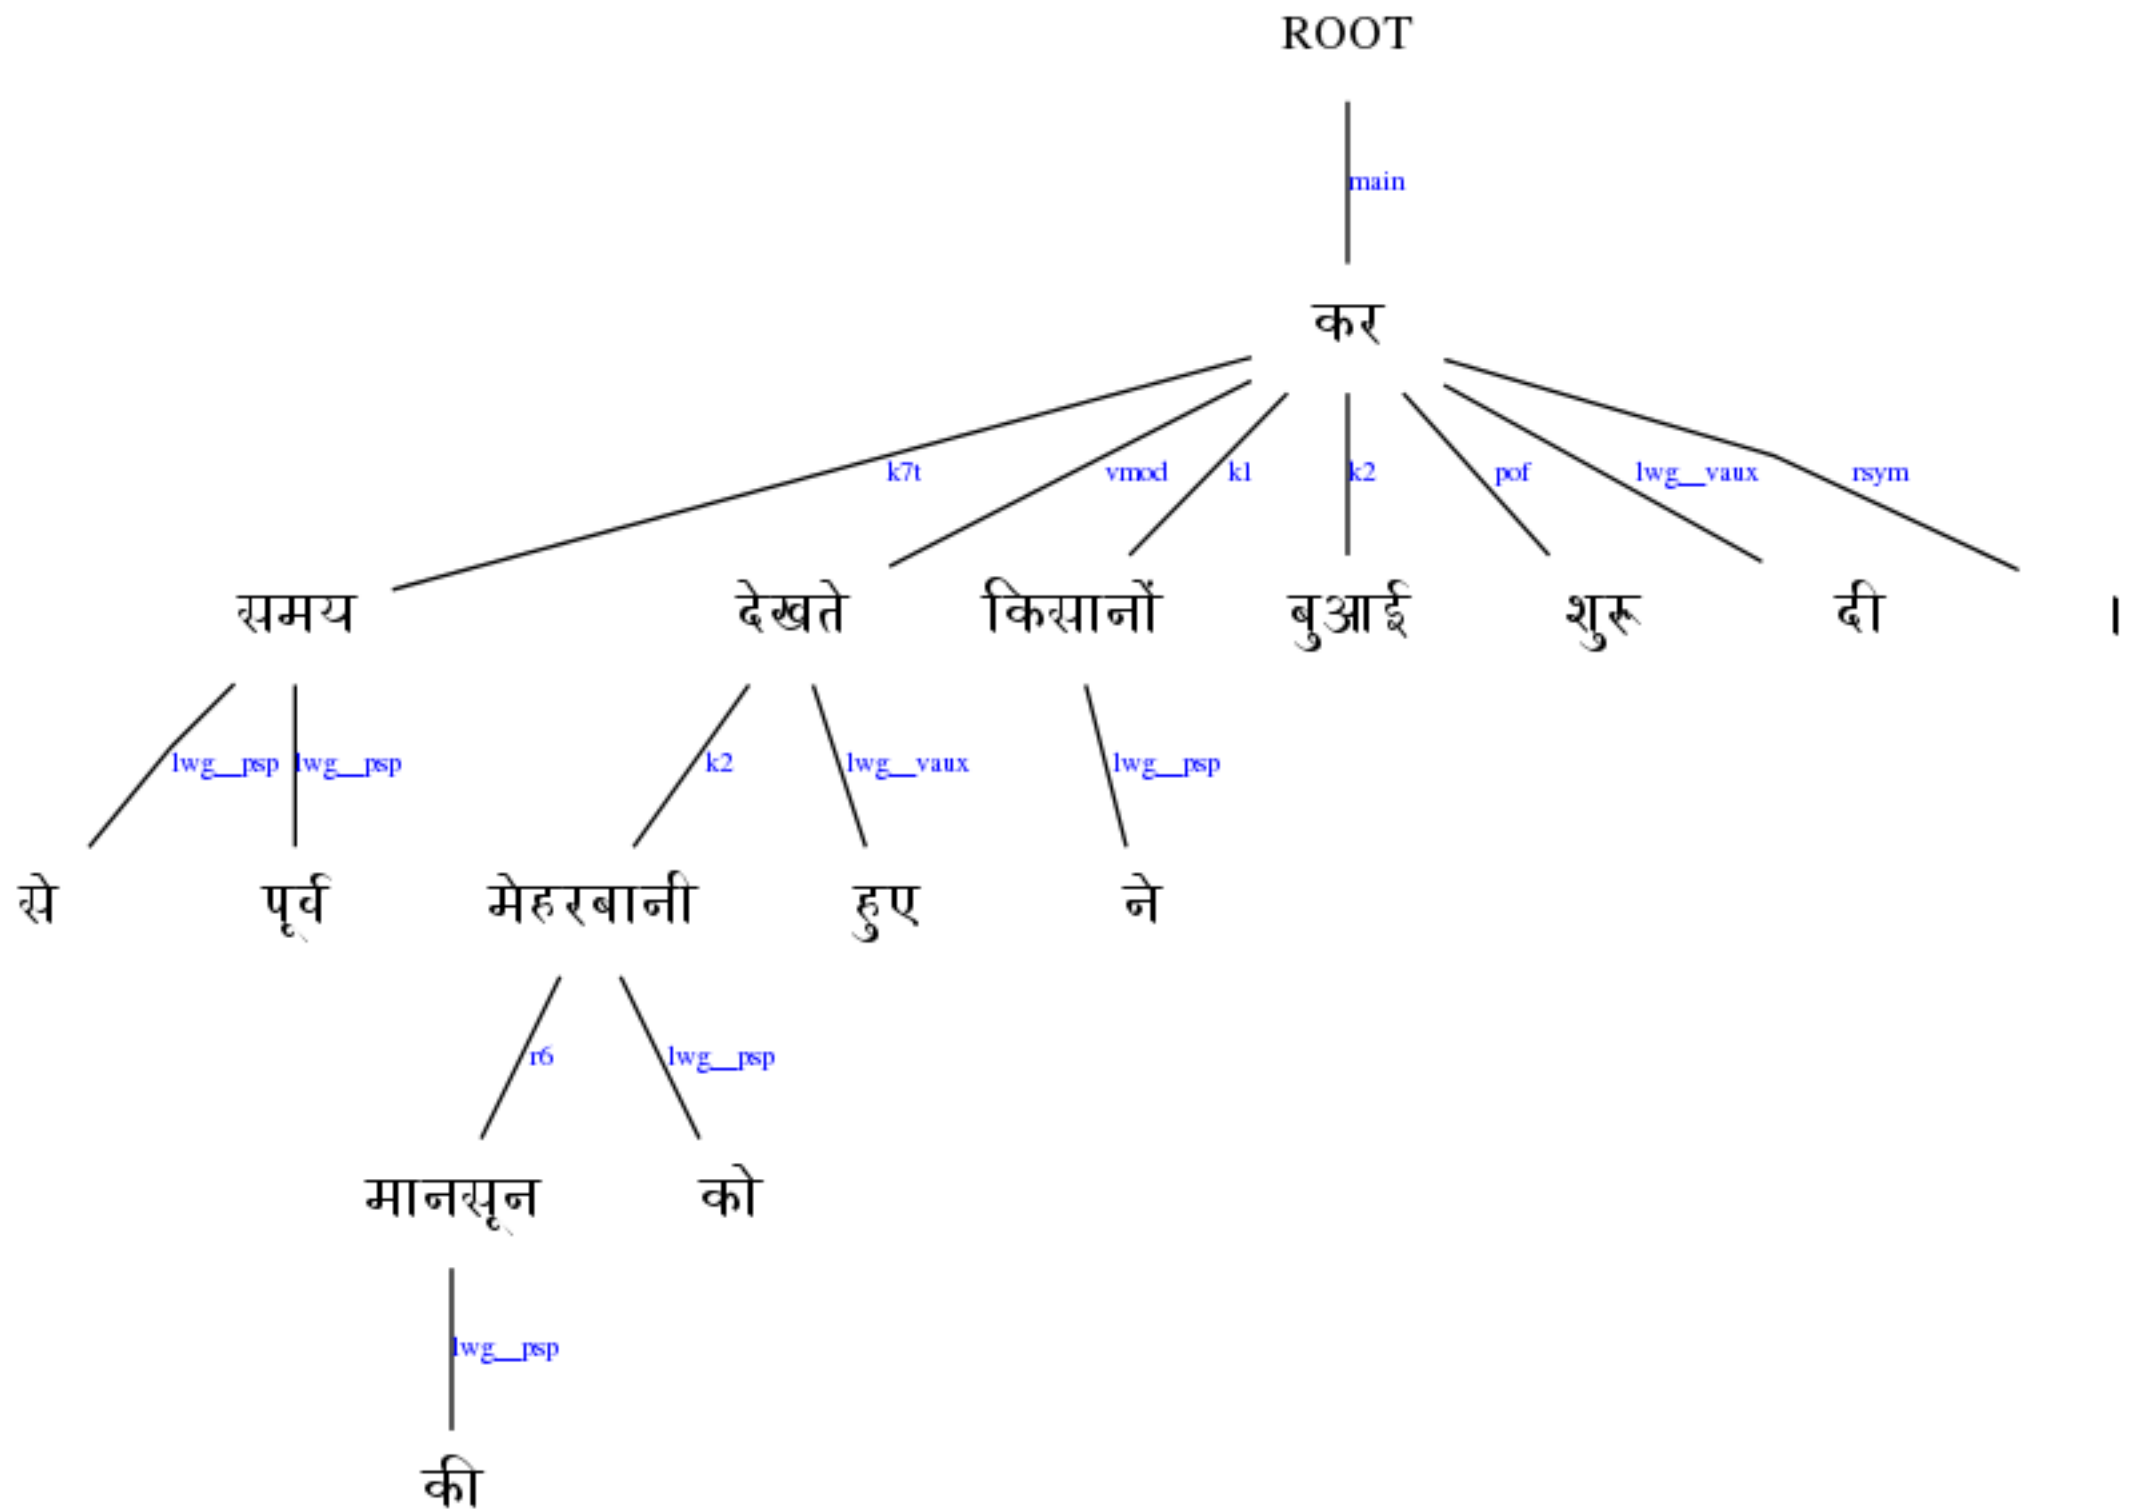 ROOT
main
कर
k7t vmod k1 k2 pof lwg__vaux rsym
समय देखते किसानों बुआई शुरू दी ।
lwg__psp lwg__psp k2 lwg__vaux lwg__psp
से पूर्व मेहरबानी हुए ने
r6 lwg__psp
मानसून को
lwg__psp
की